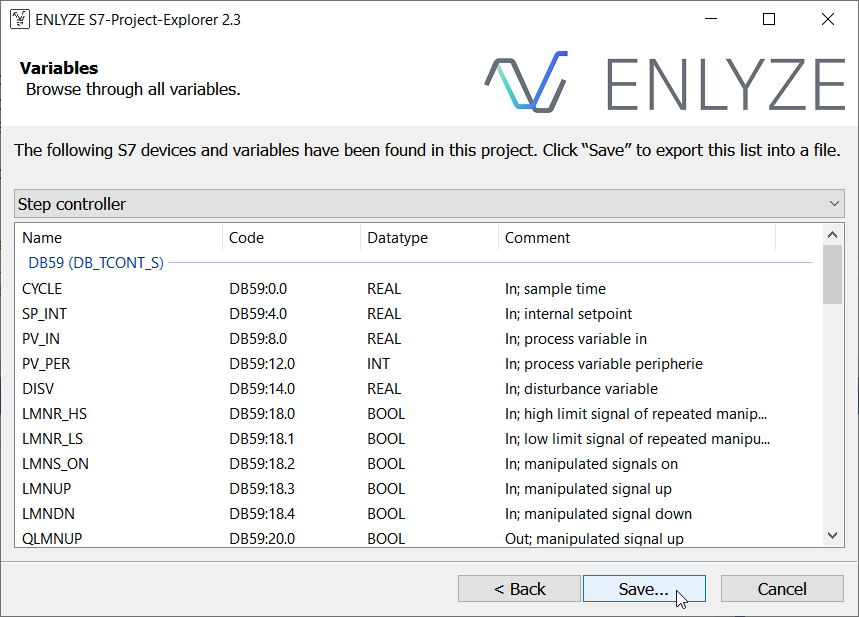 ENLYZE S7-Project-Explorer 2.3
Variables
Browse through all variables.
ENLYZE
The following S7 devices and variables have been found in this project. Click “Save” to export this list into a file.
Step controller
Name Code Datatype Comment
DB59 (DB_TCONT_S)
CYCLE DB59:0.0 REAL In; sample time
SP_INT DB59:4.0 REAL In; internal setpoint
PV_IN DB59:8.0 REAL In; process variable in
PV_PER DB59:12.0 INT In; process variable peripherie
DISV DB59:14.0 REAL In; disturbance variable
LMNR_HS DB59:18.0 BOOL In; high limit signal of repeated manip...
LMNR_LS DB59:18.1 BOOL In; low limit signal of repeated manipu...
LMNS_ON DB59:18.2 BOOL In; manipulated signals on
LMNUP DB59:18.3 BOOL In; manipulated signal up
LMNDN DB59:18.4 BOOL In; manipulated signal down
QLMNUP DB59:20.0 BOOL Out; manipulated signal up
< Back Save... Cancel